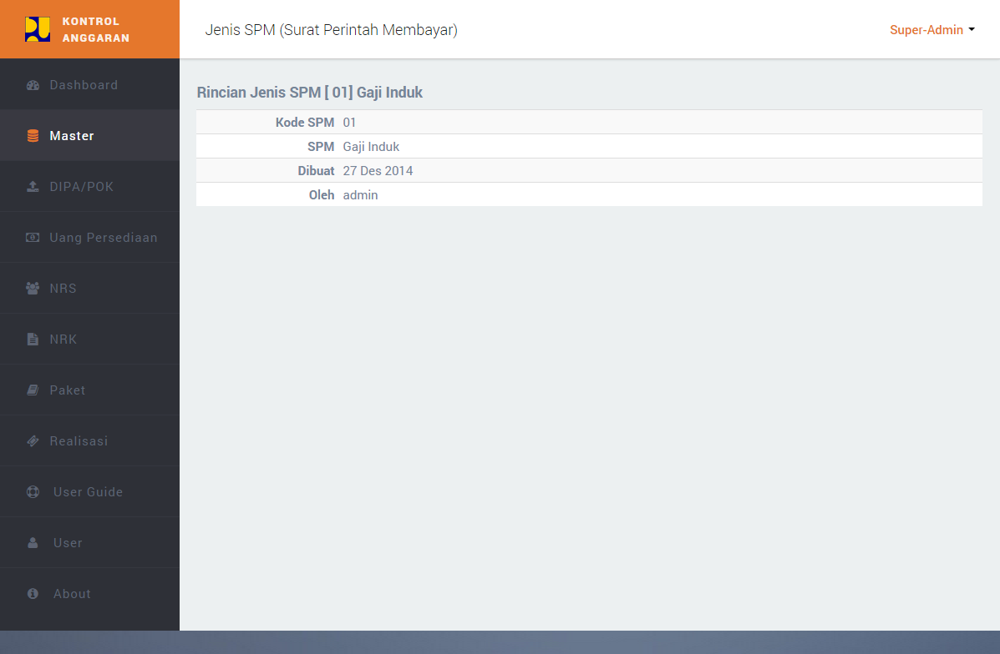 KONTROL
ANGGARAN
Jenis SPM (Surat Perintah Membayar)
Super-Admin
Dashboard
Master
DIPA/POK
Uang Persediaan
NRS
NRK
Paket
Realisasi
User Guide
User
About
Rincian Jenis SPM [ 01] Gaji Induk
Kode SPM 01
SPM Gaji Induk
Dibuat 27 Des 2014
Oleh admin